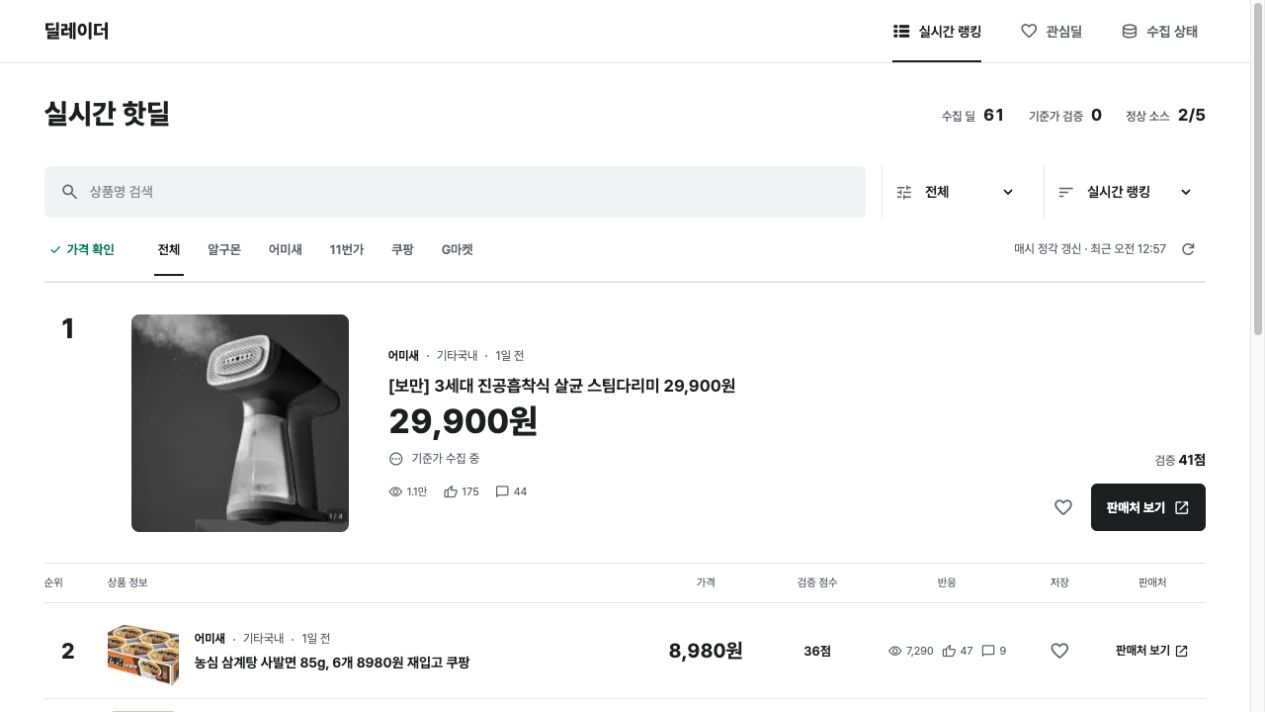 딜레이더
실시간 랭킹
관심딜
수집 상태
실시간 핫딜
수집 딜 61 기준가 검증 0 정상 소스 2/5
상품명 검색
전체
실시간 랭킹
가격 확인
전체 알구몬 어미새 11번가 쿠팡 G마켓
매시 정각 갱신 · 최근 오전 12:57
1
1/4
어미새 · 기타국내 · 1일 전
[보만] 3세대 진공흡착식 살균 스팀다리미 29,900원
29,900원
기준가 수집 중
1.1만 175 44
검증 41점
판매처 보기
순위 상품 정보 가격 검증 점수 반응 저장 판매처
2
어미새 · 기타국내 · 1일 전
농심 삼계탕 사발면 85g, 6개 8980원 재입고 쿠팡
8,980원
36점
7,290 47 9
판매처 보기